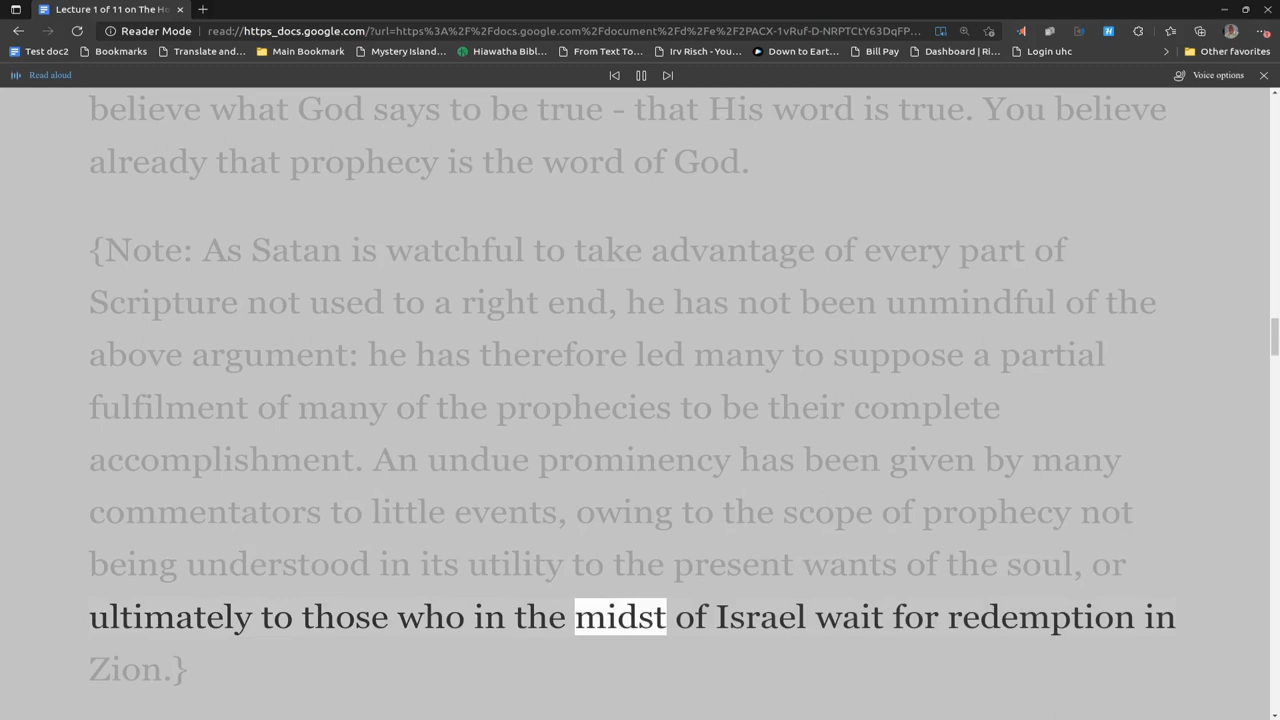 Lecture 1 of 11 on The Ho
Reader Mode
read://https_docs.google.com/?url=https%3A%2F%2Fdocs.google.com%2Fdocument%2Fd%2Fe%2F2PACX-1vRuf-D-NRPTCtY63DqFP...
Test doc2 Bookmarks Translate and... Main Bookmark Mystery Island... Hiawatha Bibl... From Text To... Irv Risch - You... Down to Ear... Bill Pay Dashboard | Ri... Login uhc Other favorites
Read aloud Voice options
believe what God says to be true - that His word is true. You believe
already that prophecy is the word of God.
{Note: As Satan is watchful to take advantage of every part of
Scripture not used to a right end, he has not been unmindful of the
above argument: he has therefore led many to suppose a partial
fulfilment of many of the prophecies to be their complete
accomplishment. An undue prominency has been given by many
commentators to little events, owing to the scope of prophecy not
being understood in its utility to the present wants of the soul, or
ultimately to those who in the midst of Israel wait for redemption in
Zion.}